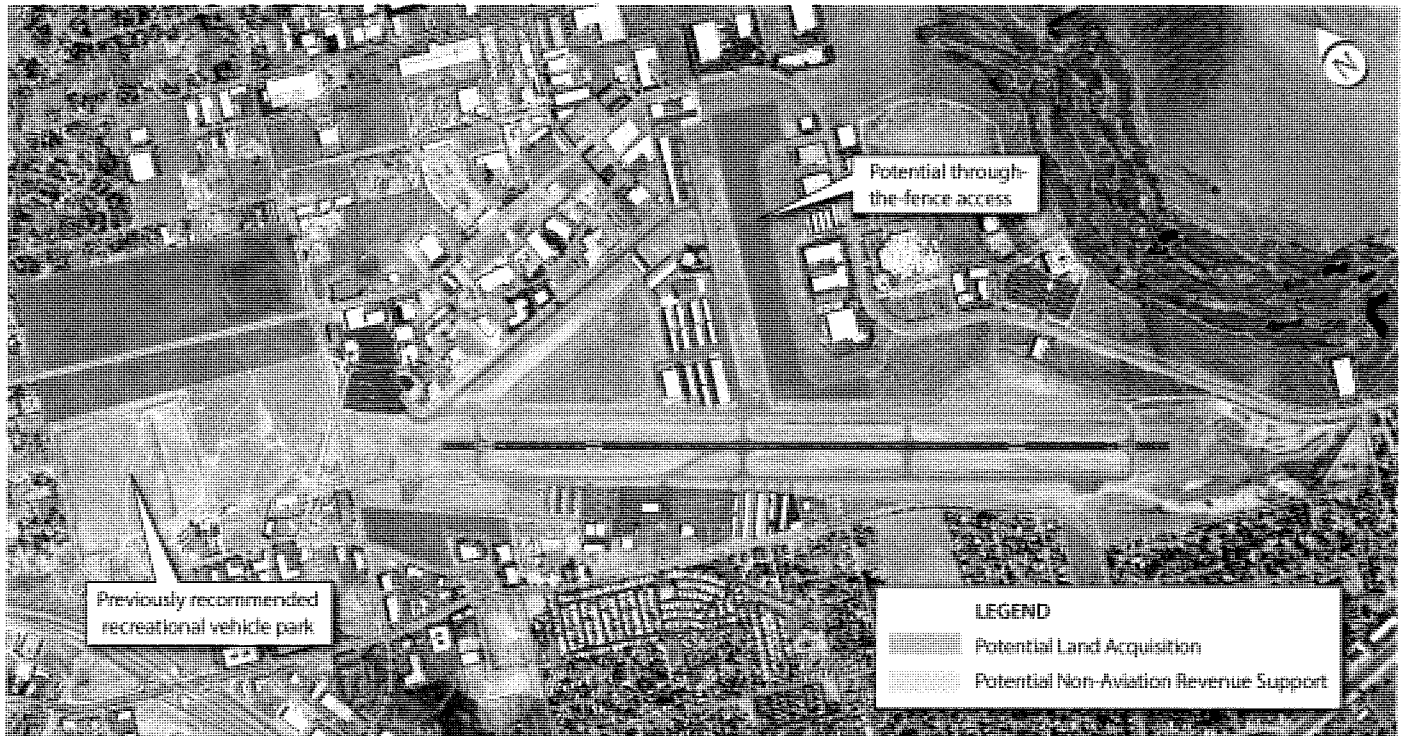 N
Potential through-
the-fence access
Previously recommended
recreational vehicle park
LEGEND
Potential Land Acquisition
Potential Non-Aviation Revenue Support